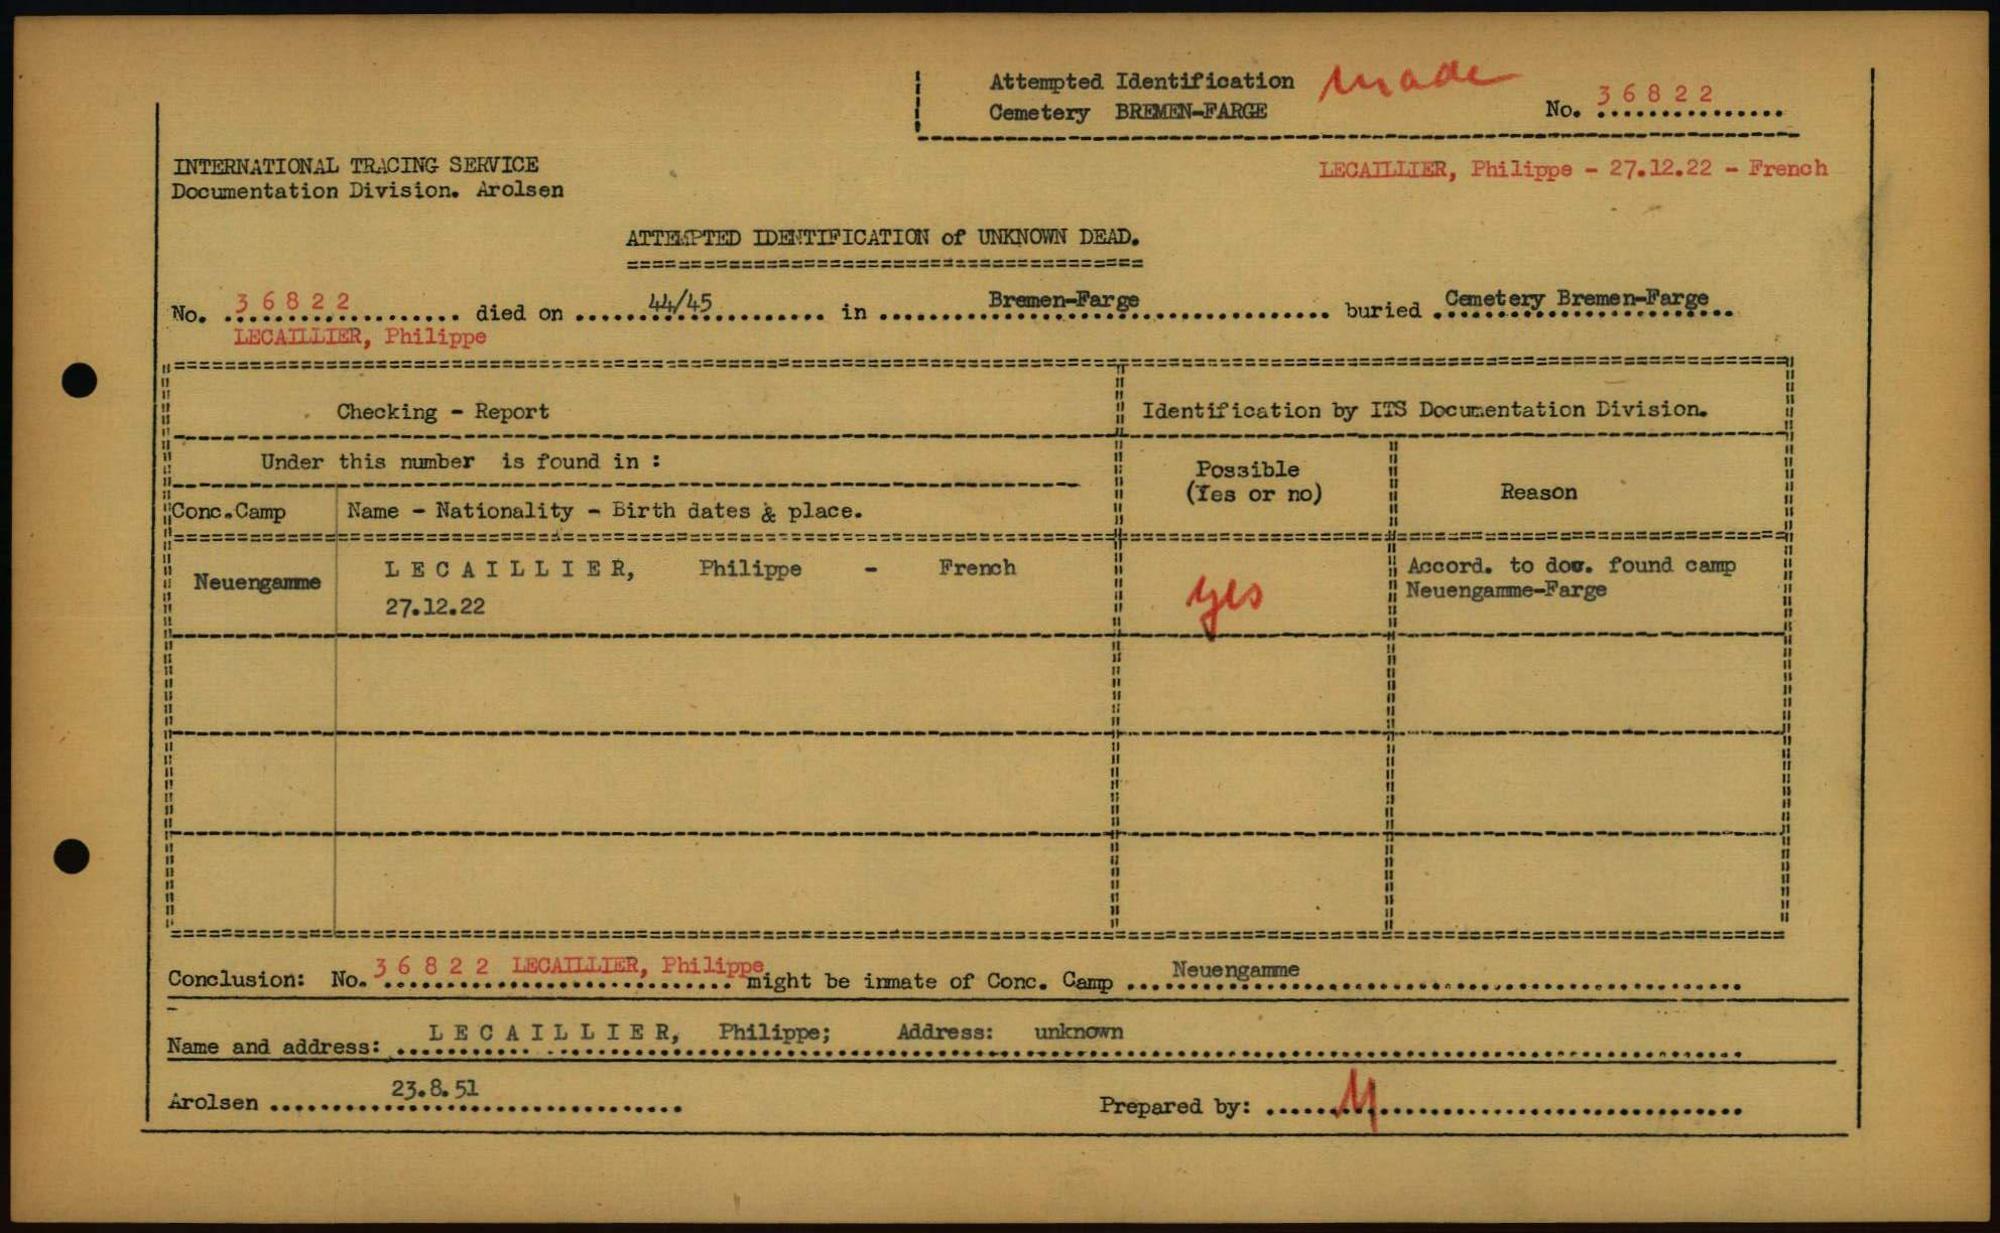 Attempted Identification made
Cemetery BREMEN-FARGE No. 36822
INTERNATIONAL TRACING SERVICE
LECAILLIER, Philippe - 27.12.22 - French
Documentation Division. Arolsen
ATTEMPTED IDENTIFICATION of UNKNOWN DEAD.
No. 36822 died on 44/45 in Bremen-Farge buried Cemetery Bremen-Farge
LECAILLIER, Philippe
Checking - Report
Identification by ITS Documentation Division.
Under this number is found in :
Possible
(Yes or no)
Reason
Conc.Camp
Name - Nationality - Birth dates & place.
Neuengamme
LECAILLIER, Philippe - French
27.12.22
yes
Accord. to doc. found camp
Neuengamme-Farge
Conclusion: No. 36822 LECAILLIER, Philippe might be inmate of Conc. Camp Neuengamme
Name and address: LECAILLIER, Philippe; Address: unknown
Arolsen 23.8.51
Prepared by: